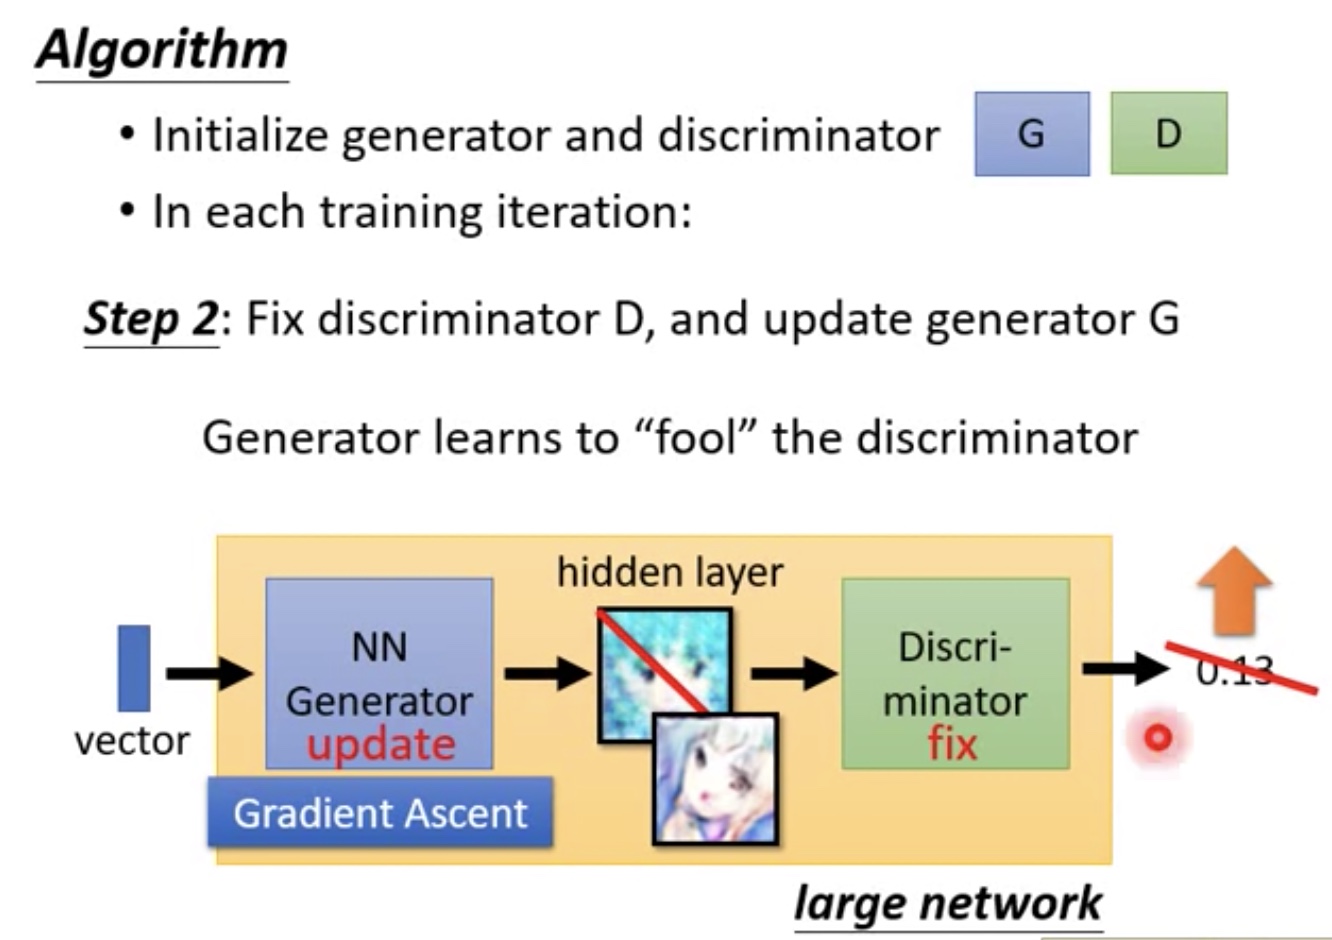 Algorithm
• Initialize generator and discriminator G D
• In each training iteration:
Step 2: Fix discriminator D, and update generator G
Generator learns to “fool” the discriminator
hidden layer
NN
Generator
update
Discri-
minator
fix
0.13
vector
Gradient Ascent
large network